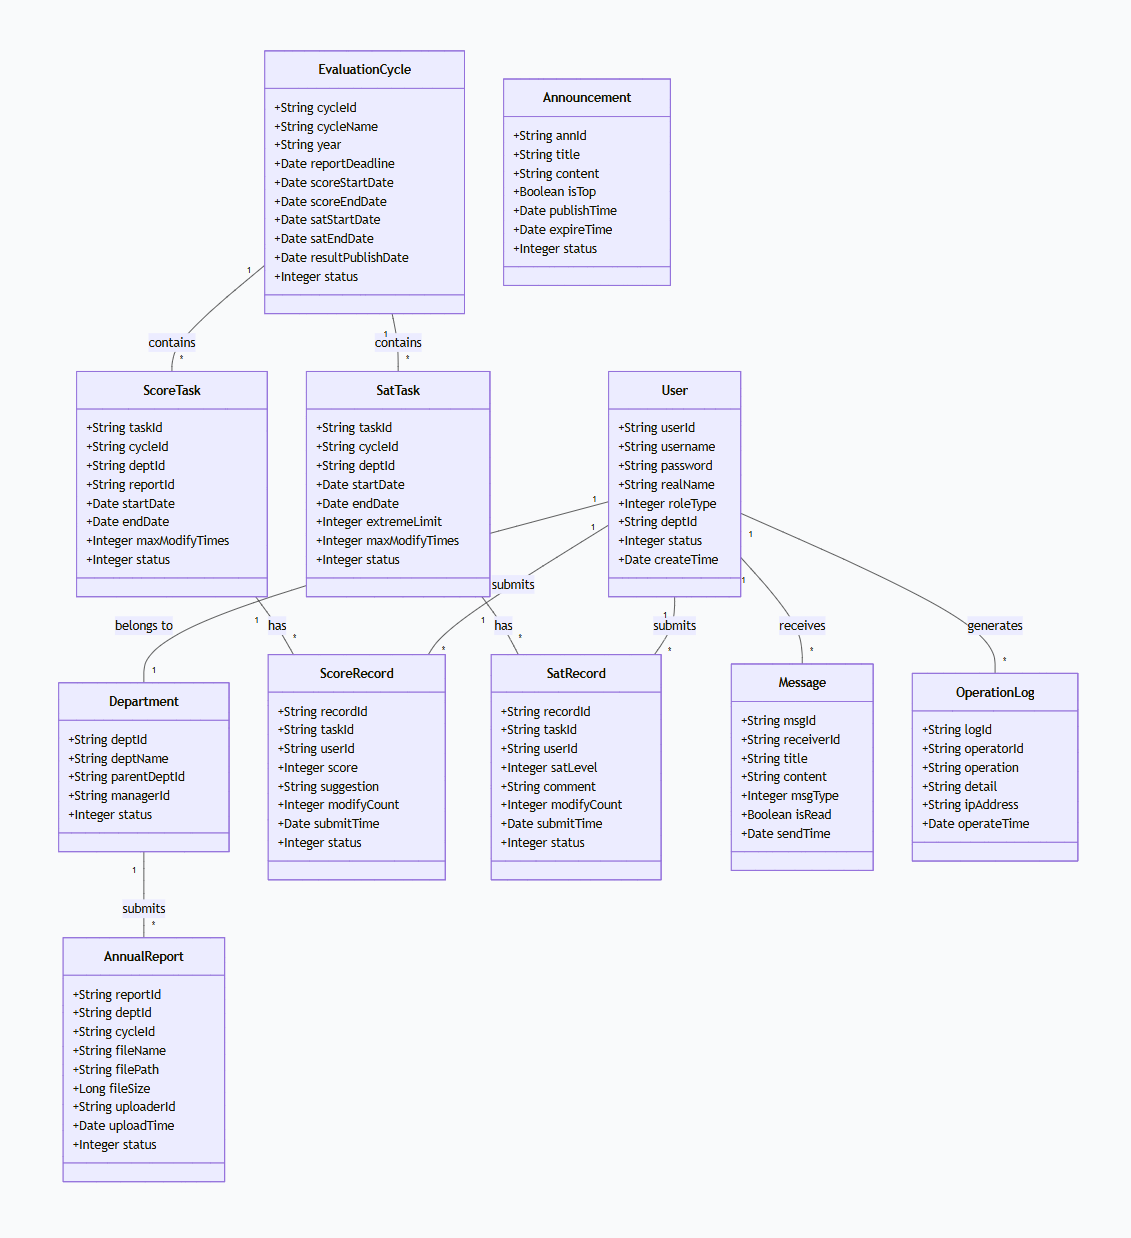 EvaluationCycle
+String cycleId
+String cycleName
+String year
+Date reportDeadline
+Date scoreStartDate
+Date scoreEndDate
+Date satStartDate
+Date satEndDate
+Date resultPublishDate
+Integer status
Announcement
+String annId
+String title
+String content
+Boolean isTop
+Date publishTime
+Date expireTime
+Integer status
1
contains
*
1
contains
*
ScoreTask
+String taskId
+String cycleId
+String deptId
+String reportId
+Date startDate
+Date endDate
+Integer maxModifyTimes
+Integer status
SatTask
+String taskId
+String cycleId
+String deptId
+Date startDate
+Date endDate
+Integer extremeLimit
+Integer maxModifyTimes
+Integer status
User
+String userId
+String username
+String password
+String realName
+Integer roleType
+String deptId
+Integer status
+Date createTime
1
belongs to
1
1
has
*
1
submits
*
1
has
*
1
submits
*
1
receives
*
1
generates
*
Department
+String deptId
+String deptName
+String parentDeptId
+String managerId
+Integer status
ScoreRecord
+String recordId
+String taskId
+String userId
+Integer score
+String suggestion
+Integer modifyCount
+Date submitTime
+Integer status
SatRecord
+String recordId
+String taskId
+String userId
+Integer satLevel
+String comment
+Integer modifyCount
+Date submitTime
+Integer status
Message
+String msgId
+String receiverId
+String title
+String content
+Integer msgType
+Boolean isRead
+Date sendTime
OperationLog
+String logId
+String operatorId
+String operation
+String detail
+String ipAddress
+Date operateTime
1
submits
*
AnnualReport
+String reportId
+String deptId
+String cycleId
+String fileName
+String filePath
+Long fileSize
+String uploaderId
+Date uploadTime
+Integer status